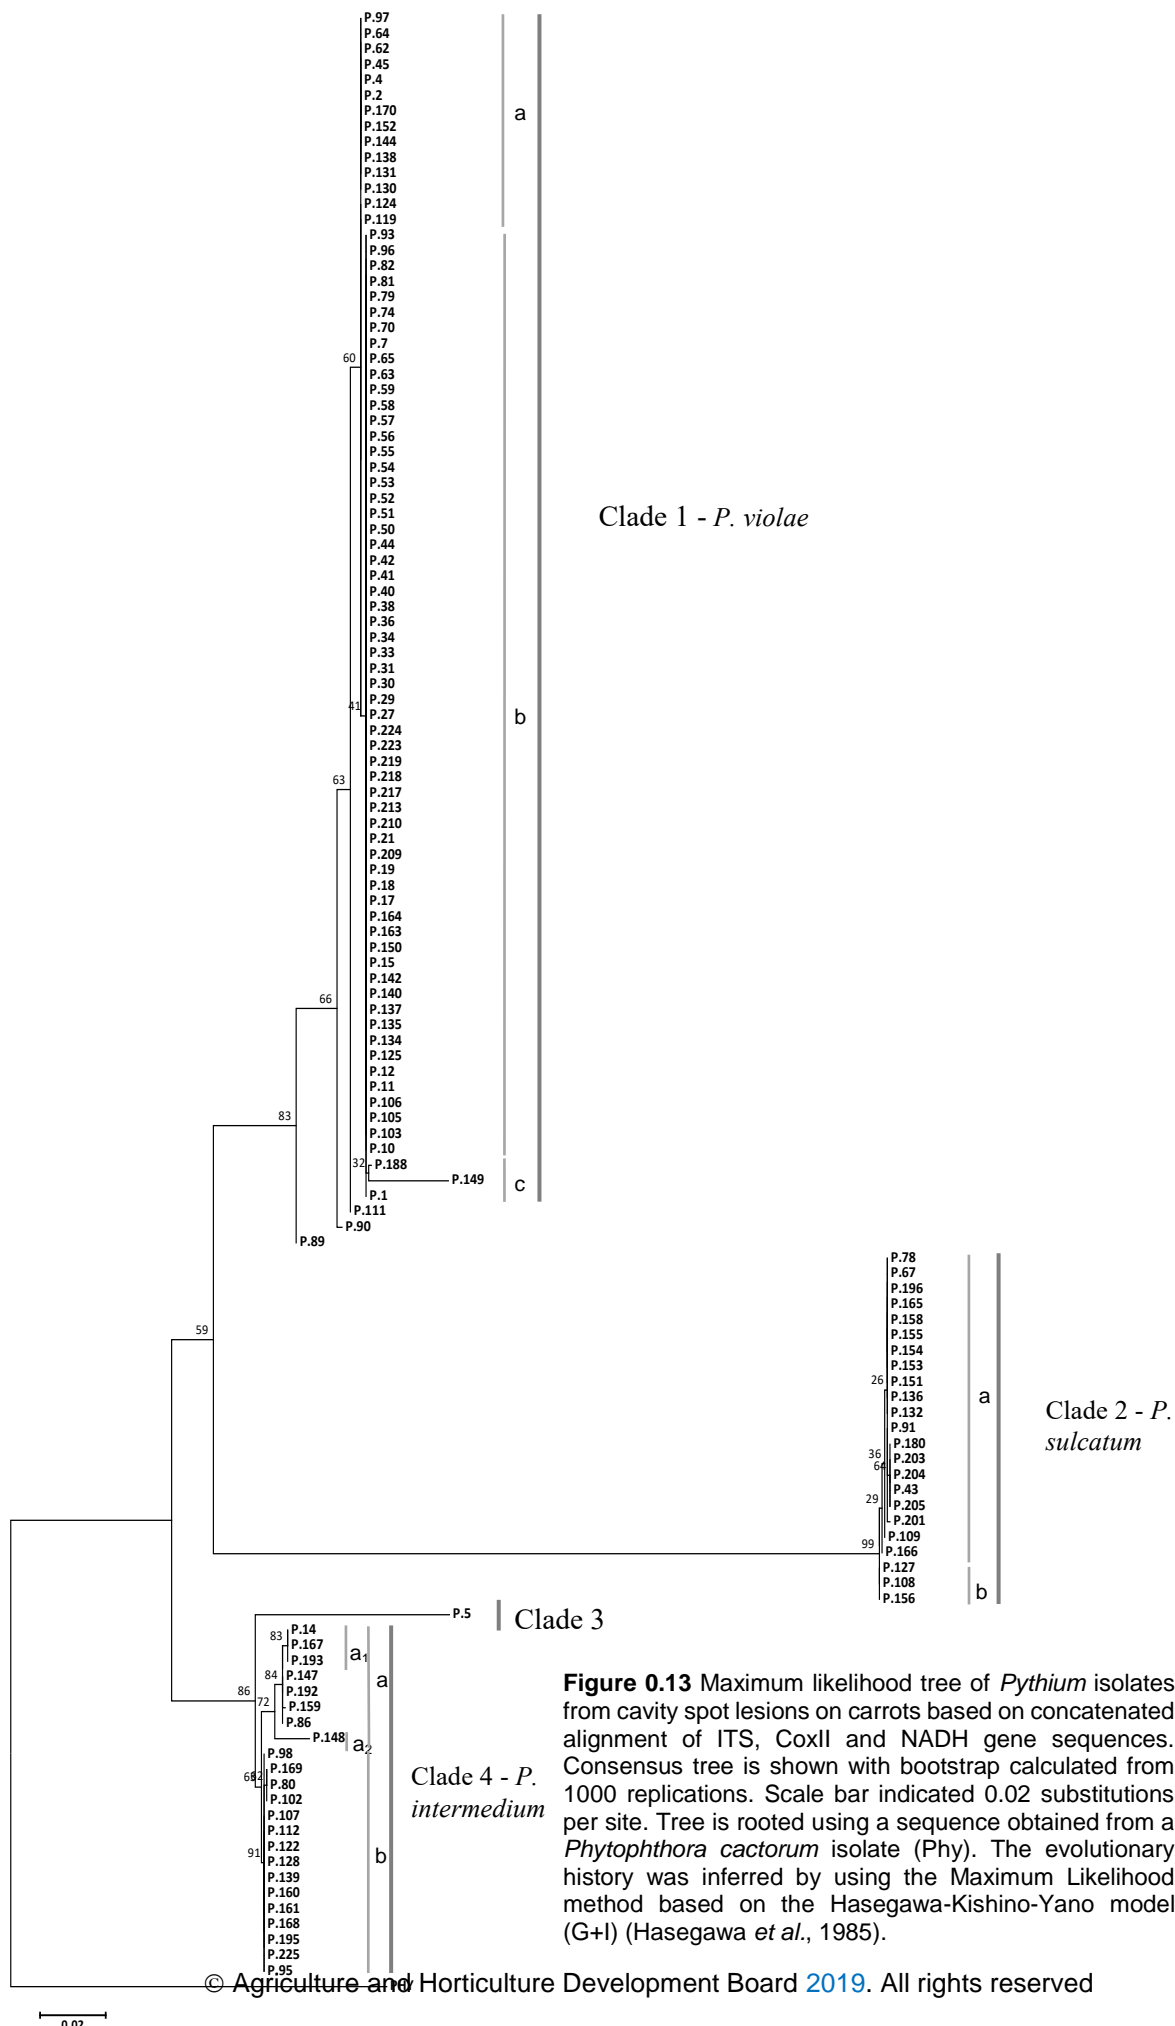 P.97
P.64
P.62
P.45
P.4
P.2
P.170
a
P.152
P.144
P.138
P.131
P.130
P.124
P.119
P.93
P.96
P.82
P.81
P.79
P.74
P.70
P.7
60
P.65
P.63
P.59
P.58
P.57
P.56
P.55
P.54
P.53
P.52
P.51
Clade 1 - P. violae
P.50
P.44
P.42
P.41
P.40
P.38
P.36
P.34
P.33
P.31
P.30
P.29
41
P.27
b
P.224
P.223
P.219
63
P.218
P.217
P.213
P.210
P.21
P.209
P.19
P.18
P.17
P.164
P.163
P.150
P.15
P.142
P.140
66
P.137
P.135
P.134
P.125
P.12
P.11
P.106
83
P.105
P.103
P.10
32
P.188
P.149
c
P.1
P.111
P.90
P.89
P.78
P.67
P.196
P.165
P.158
59
P.155
P.154
P.153
26
P.151
P.136
a
P.132
Clade 2 - P.
sulcatum
P.91
P.180
36
P.203
64
P.204
P.43
29
P.205
P.201
P.109
99
P.166
P.127
P.108
b
P.156
P.5
Clade 3
P.14
83
P.167
a1
P.193
84
P.147
a
86
P.192
72
P.159
P.86
P.148
a2
P.98
P.169
62
P.80
P.102
Clade 4 - P.
intermedium
P.107
P.112
P.122
91
P.128
b
P.139
P.160
P.161
P.168
P.195
P.225
P.95
Figure 0.13 Maximum likelihood tree of Pythium isolates
from cavity spot lesions on carrots based on concatenated
alignment of ITS, CoxII and NADH gene sequences.
Consensus tree is shown with bootstrap calculated from
1000 replications. Scale bar indicated 0.02 substitutions
per site. Tree is rooted using a sequence obtained from a
Phytophthora cactorum isolate (Phy). The evolutionary
history was inferred by using the Maximum Likelihood
method based on the Hasegawa-Kishino-Yano model
(G+I) (Hasegawa et al., 1985).
© Agriculture and Horticulture Development Board 2019. All rights reserved
0.02